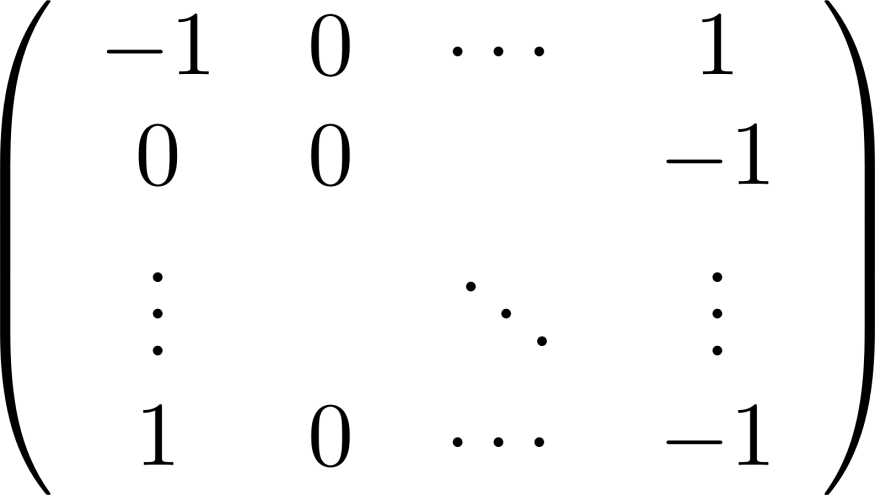 −1 0 ⋯ 1
0 0 −1
⋮ ⋱ ⋮
1 0 ⋯ −1